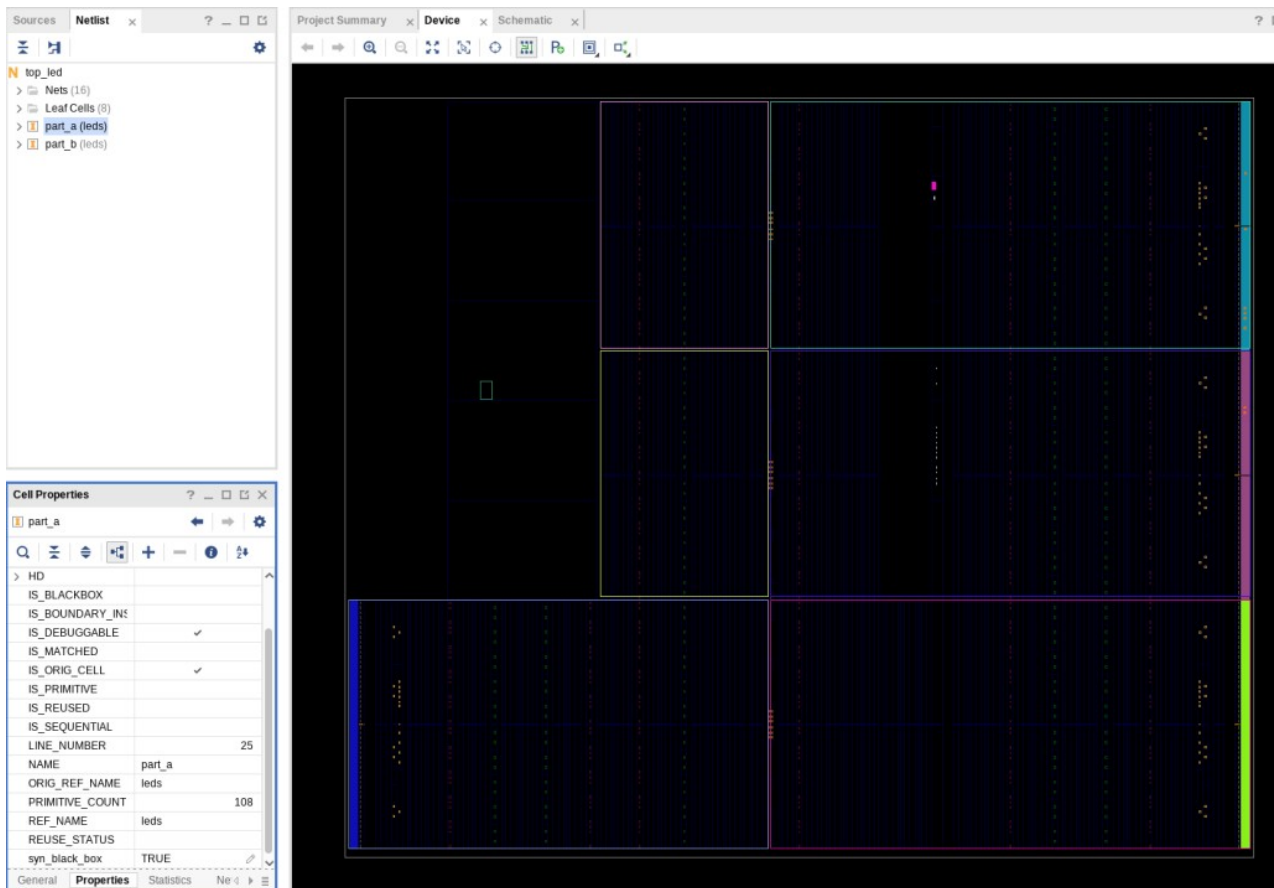 Sources Netlist
Project Summary Device Schematic
top_led
Nets (16)
Leaf Cells (8)
part_a (leds)
part_b (leds)
Cell Properties
part_a
HD
IS_BLACKBOX
IS_BOUNDARY_INS
IS_DEBUGGABLE
IS_MATCHED
IS_ORIG_CELL
IS_PRIMITIVE
IS_REUSED
IS_SEQUENTIAL
LINE_NUMBER 25
NAME part_a
ORIG_REF_NAME leds
PRIMITIVE_COUNT 108
REF_NAME leds
REUSE_STATUS
syn_black_box TRUE
General Properties Statistics